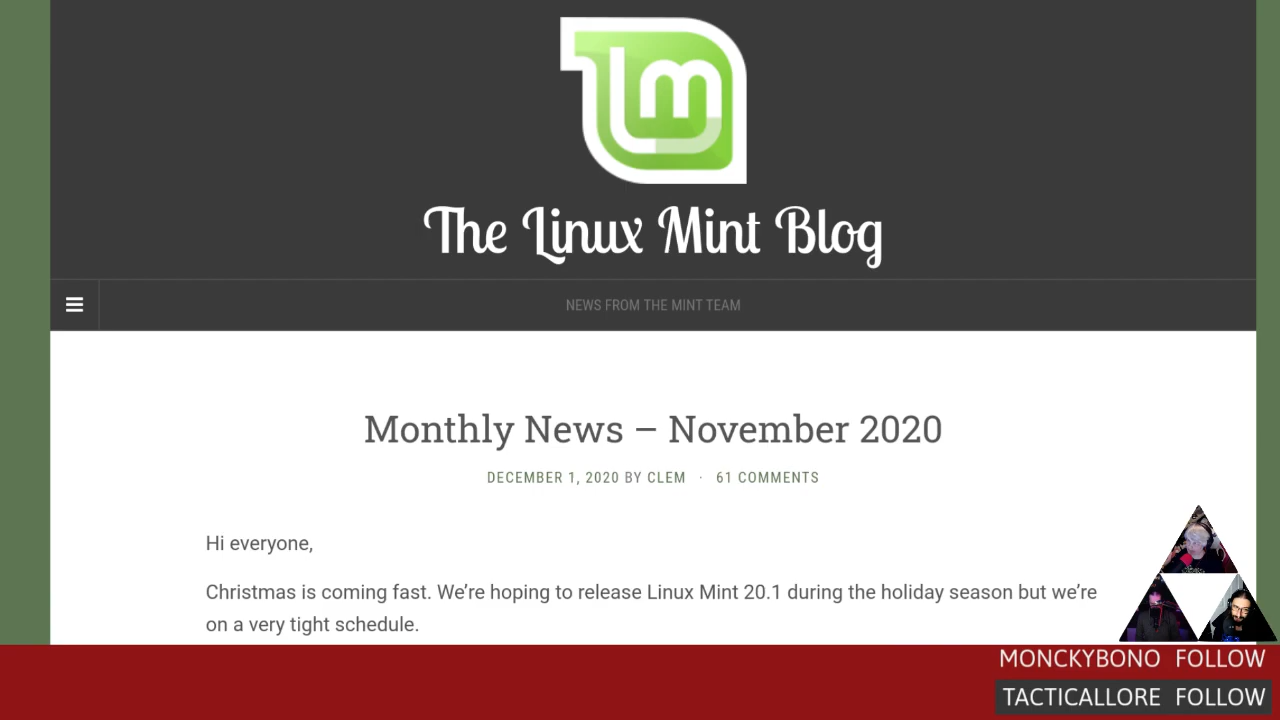 Lm
The Linux Mint Blog
NEWS FROM THE MINT TEAM
Monthly News – November 2020
DECEMBER 1, 2020 BY CLEM · 61 COMMENTS
Hi everyone,
Christmas is coming fast. We’re hoping to release Linux Mint 20.1 during the holiday season but we’re
on a very tight schedule.
MONCKYBONO FOLLOW
TACTICALLORE FOLLOW